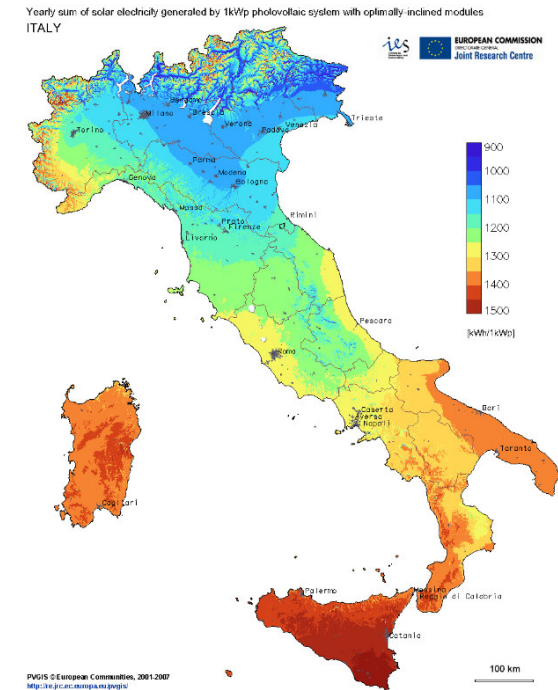 Yearly sum of solar electricity generated by 1kWp photovoltaic system with optimally-inclined modules
ITALY
ies
EUROPEAN COMMISSION
DIRECTORATE-GENERAL
Joint Research Centre
Bergamo
Milano
Brescia
Verona
Venezia
Padova
Trieste
Torino
Parma
Modena
Bologna
Genova
Massa
Prato
Firenze
Rimini
Livorno
Pescara
Roma
Caserta
Napoli
Bari
Taranto
Cagliari
Palermo
Messina
Reggio di Calabria
Catania
900
1000
1100
1200
1300
1400
1500
[kWh/1kWp]
100 km
PVGIS © European Communities, 2001-2007
http://re.jrc.ec.europa.eu/pvgis/